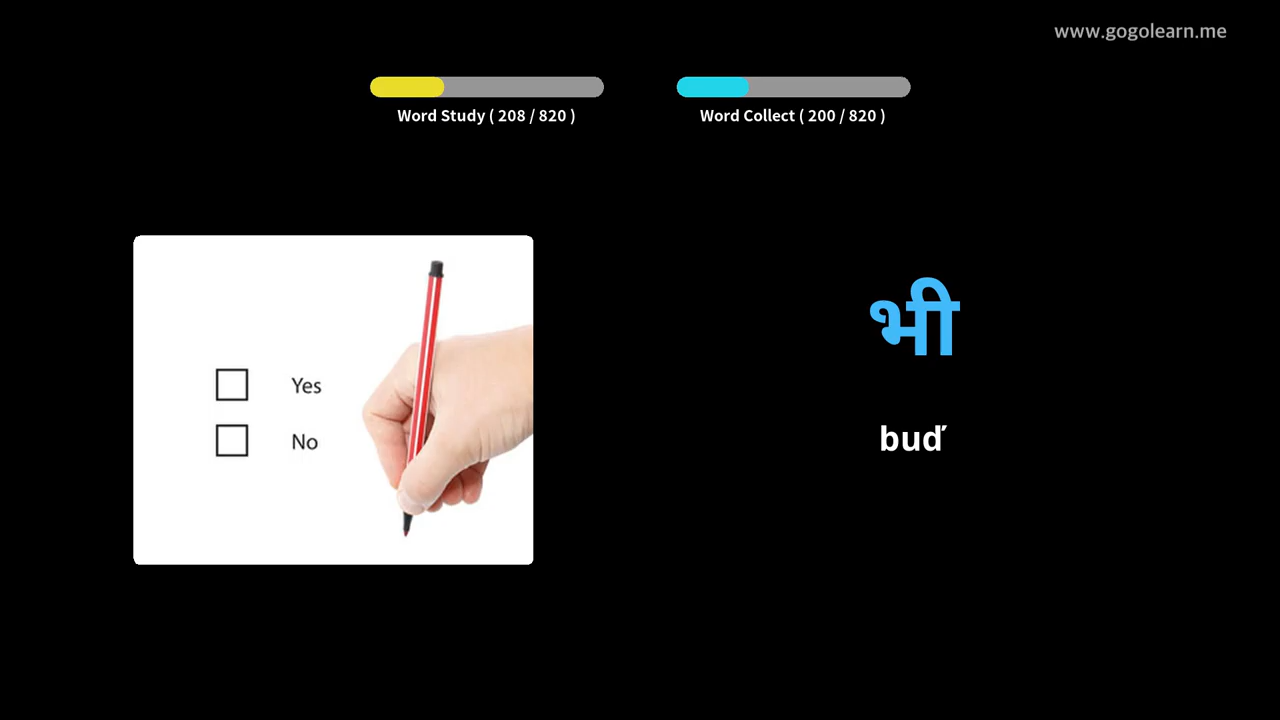 www.gogolearn.me
Word Study ( 208 / 820 )
Word Collect ( 200 / 820 )
Yes
No
भी
buď